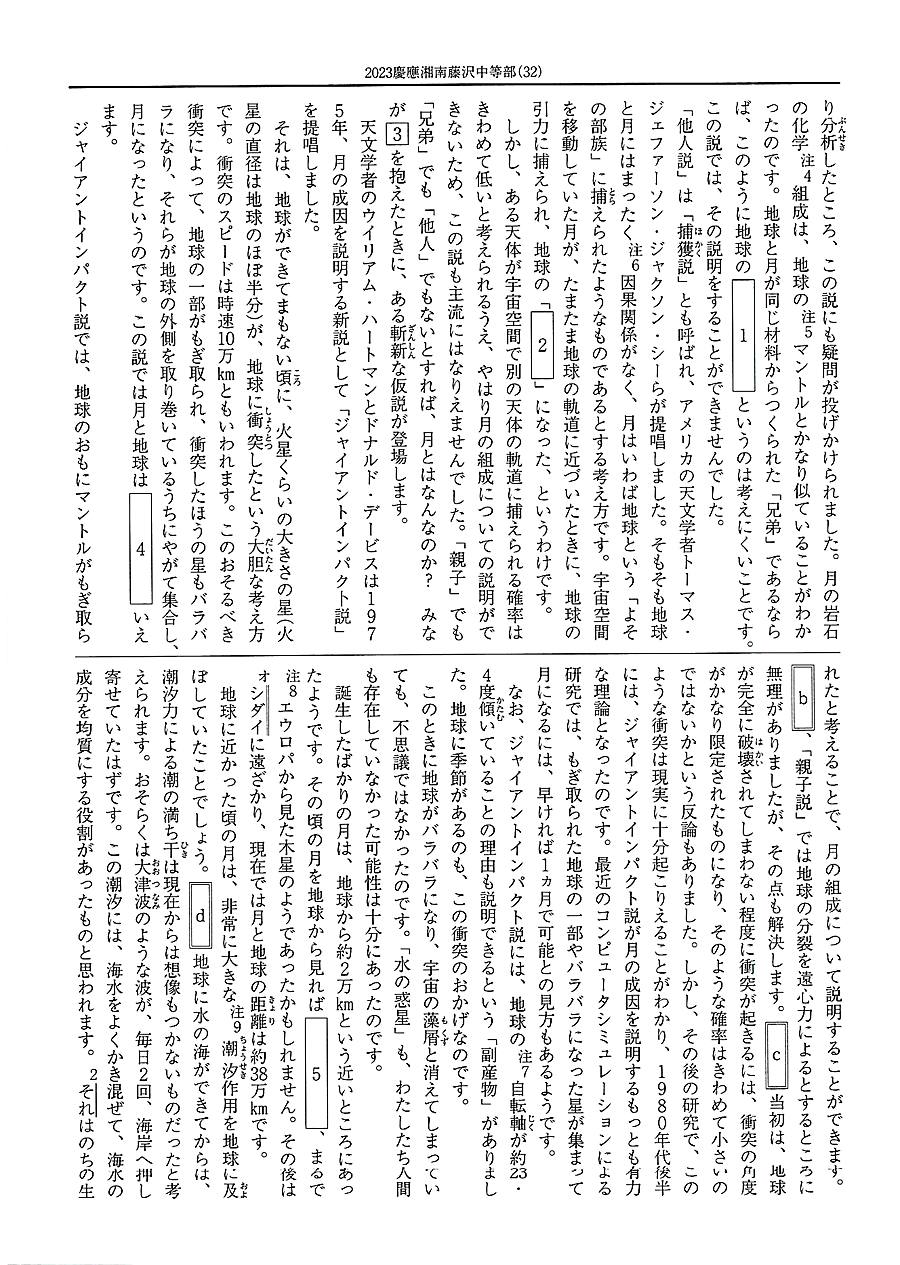 2023慶應湘南藤沢中等部(32)
り分析したところ、この説にも疑問が投げかけられました。月の岩石
の化学注4組成は、地球の注5マントルとかなり似ていることがわか
ったのです。地球と月が同じ材料からつくられた「兄弟」であるなら
ば、このように地球の 1 というのは考えにくいことです。
この説では、その説明をすることができませんでした。
「他人説」は「捕獲説」とも呼ばれ、アメリカの天文学者トーマス・
ジェファーソン・ジャクソン・シーらが提唱しました。そもそも地球
と月にはまったく注6因果関係がなく、月はいわば地球という「よそ
の部族」に捕えられたようなものであるとする考え方です。宇宙空間
を移動していた月が、たまたま地球の軌道に近づいたときに、地球の
引力に捕えられ、地球の「 2 」になった、というわけです。
しかし、ある天体が宇宙空間で別の天体の軌道に捕えられる確率は
きわめて低いと考えられるうえ、やはり月の組成についての説明がで
きないため、この説も主流にはなりえませんでした。「親子」でも
「兄弟」でも「他人」でもないとすれば、月とはなんなのか? みな
が 3 を抱えたときに、ある斬新な仮説が登場します。
天文学者のウイリアム・ハートマンとドナルド・デービスは197
5年、月の成因を説明する新説として「ジャイアントインパクト説」
を提唱しました。
それは、地球ができてまもない頃に、火星くらいの大きさの星(火
星の直径は地球のほぼ半分)が、地球に衝突したという大胆な考え方
です。衝突のスピードは時速10万kmともいわれます。このおそるべき
衝突によって、地球の一部がもぎ取られ、衝突したほうの星もバラバ
ラになり、それらが地球の外側を取り巻いているうちにやがて集合し、
月になったというのです。この説では月と地球は 4 いえ
ます。
ジャイアントインパクト説では、地球のおもにマントルがもぎ取ら
れたと考えることで、月の組成について説明することができます。
b 、「親子説」では地球の分裂を遠心力によるとするところに
無理がありましたが、その点も解決します。 c 当初は、地球
が完全に破壊されてしまわない程度に衝突が起きるには、衝突の角度
がかなり限定されたものになり、そのような確率はきわめて小さいの
ではないかという反論もありました。しかし、その後の研究で、この
ような衝突は現実に十分起こりえることがわかり、1980年代後半
には、ジャイアントインパクト説が月の成因を説明するもっとも有力
な理論となったのです。最近のコンピュータシミュレーションによる
研究では、もぎ取られた地球の一部やバラバラになった星が集まって
月になるには、早ければ1ヵ月で可能との見方もあるようです。
なお、ジャイアントインパクト説には、地球の注7自転軸が約23・
4度傾いていることの理由も説明できるという「副産物」がありまし
た。地球に季節があるのも、この衝突のおかげなのです。
このときに地球がバラバラになり、宇宙の藻屑と消えてしまってい
ても、不思議ではなかったのです。「水の惑星」も、わたしたち人間
も存在していなかった可能性は十分にあったのです。
誕生したばかりの月は、地球から約2万kmという近いところにあっ
たようです。その頃の月を地球から見れば 5 、まるで
注8エウロパから見た木星のようであったかもしれません。その後は
オシダイに遠ざかり、現在では月と地球の距離は約38万kmです。
地球に近かった頃の月は、非常に大きな注9潮汐作用を地球に及
ぼしていたことでしょう。 d 地球に水の海ができてからは、
潮汐力による潮の満ち干は現在からは想像もつかないものだったと考
えられます。おそらくは大津波のような波が、毎日2回、海岸へ押し
寄せていたはずです。この潮汐には、海水をよくかき混ぜて、海水の
成分を均質にする役割があったものと思われます。2それはのちの生